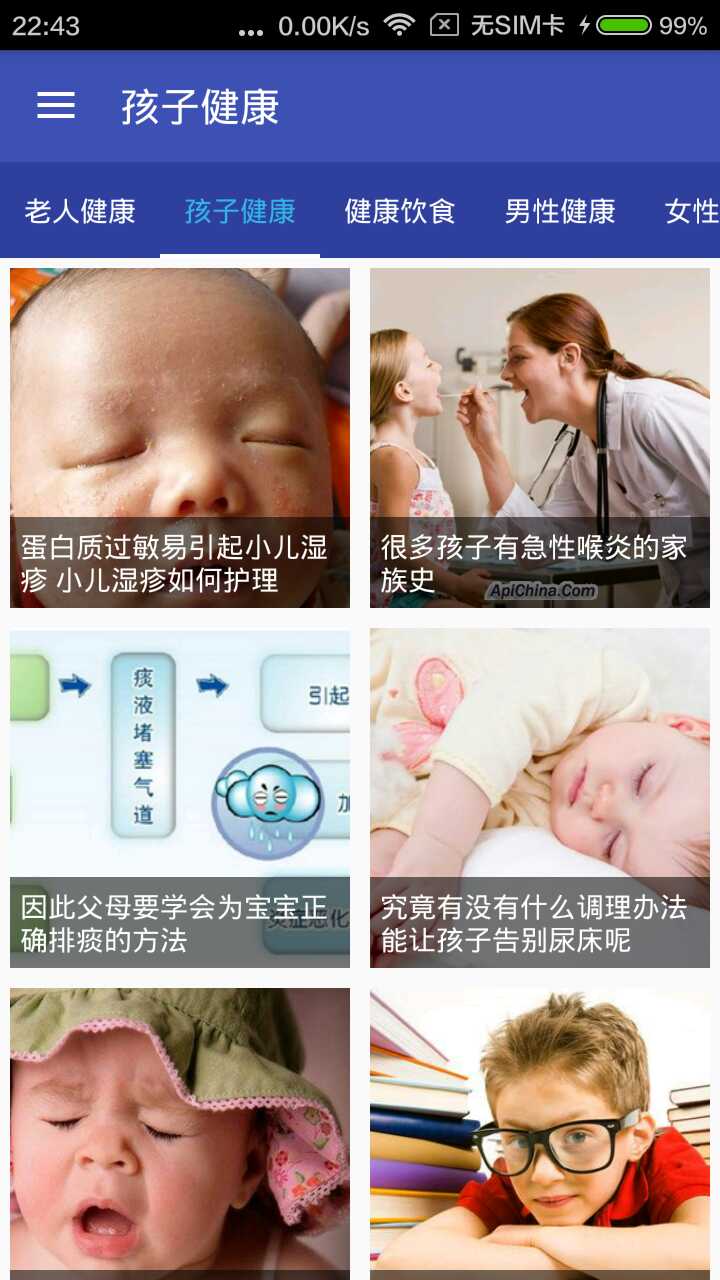 22:43
... 0.00K/s
无SIM卡
99%
孩子健康
老人健康
孩子健康
健康饮食
男性健康
女性
蛋白质过敏易引起小儿湿
疹 小儿湿疹如何护理
很多孩子有急性喉炎的家
族史
ApiChina.Com
痰液堵塞气道
引起
加
因此父母要学会为宝宝正
确排痰的方法
炎症恶化
究竟有没有什么调理办法
能让孩子告别尿床呢